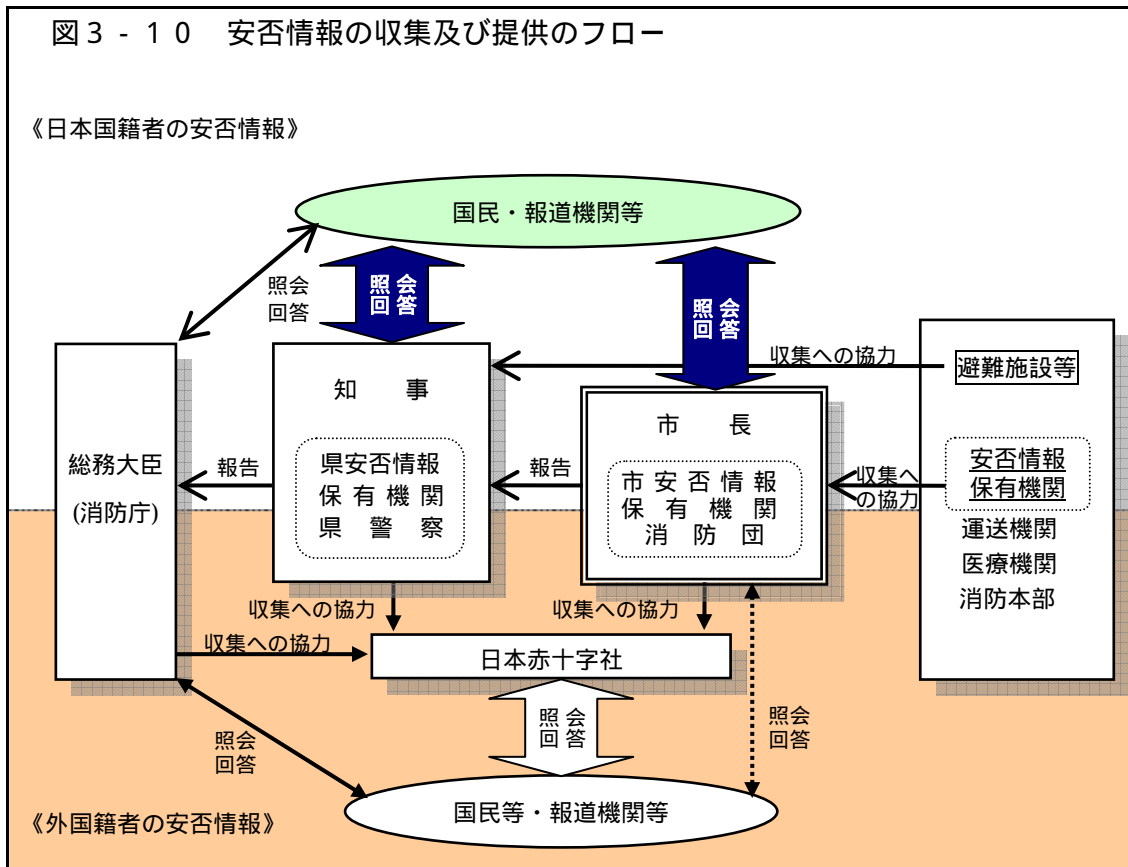 図3-10 安否情報の収集及び提供のフロー
《日本国籍者の安否情報》
国民・報道機関等
照会
回答
照会
回答
照会
回答
収集への協力
避難施設等
知 事
市 長
総務大臣
(消防庁)
報告
県安否情報
保有機関
県警察
報告
市安否情報
保有機関
消防団
収集へ
の協力
安否情報
保有機関
運送機関
医療機関
消防本部
収集への協力
収集への協力
収集への協力
日本赤十字社
照会
回答
照会
回答
照会
回答
国民等・報道機関等
《外国籍者の安否情報》